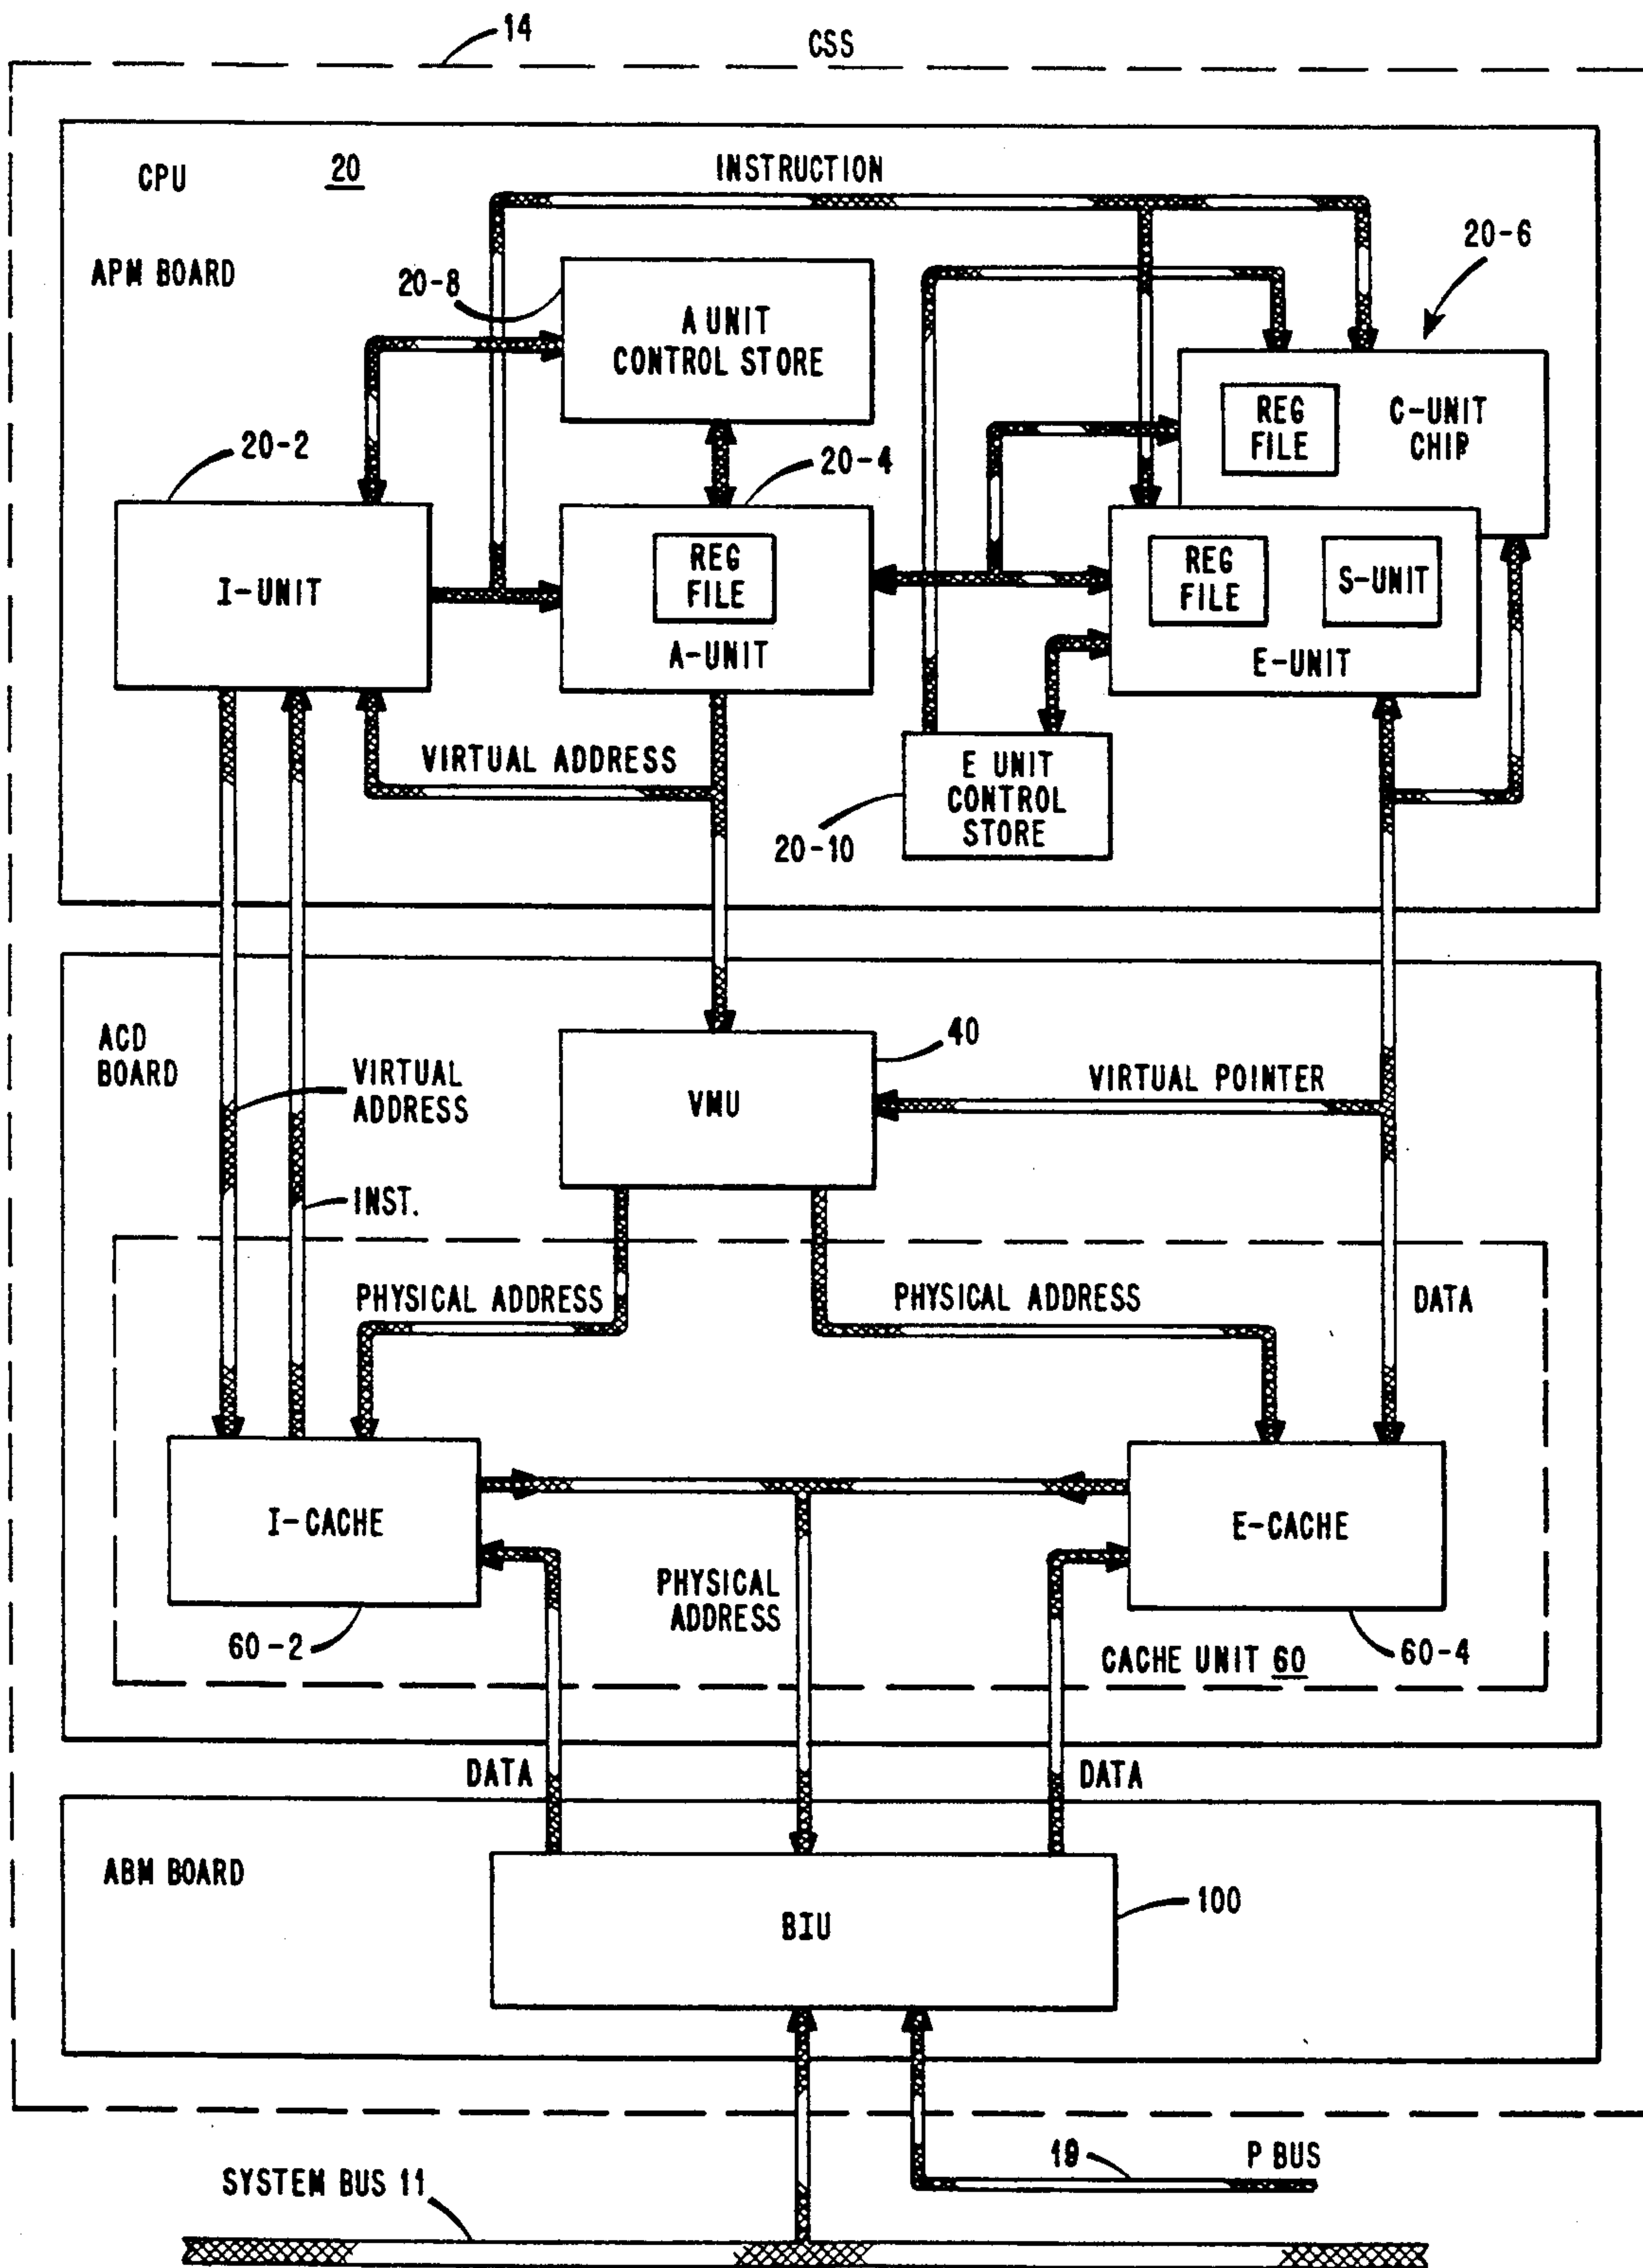 14
CSS
CPU
20
INSTRUCTION
APM BOARD
20-8
20-6
A UNIT
CONTROL STORE
REG
FILE
C-UNIT
CHIP
20-2
20-4
I-UNIT
REG
FILE
A-UNIT
REG
FILE
S-UNIT
E-UNIT
VIRTUAL ADDRESS
E UNIT
CONTROL
STORE
20-10
ACD
BOARD
VIRTUAL
ADDRESS
40
VMU
VIRTUAL POINTER
INST.
PHYSICAL ADDRESS
PHYSICAL ADDRESS
DATA
I-CACHE
E-CACHE
PHYSICAL
ADDRESS
60-2
CACHE UNIT 60
60-4
DATA
DATA
ABM BOARD
BIU
100
19
P BUS
SYSTEM BUS 11